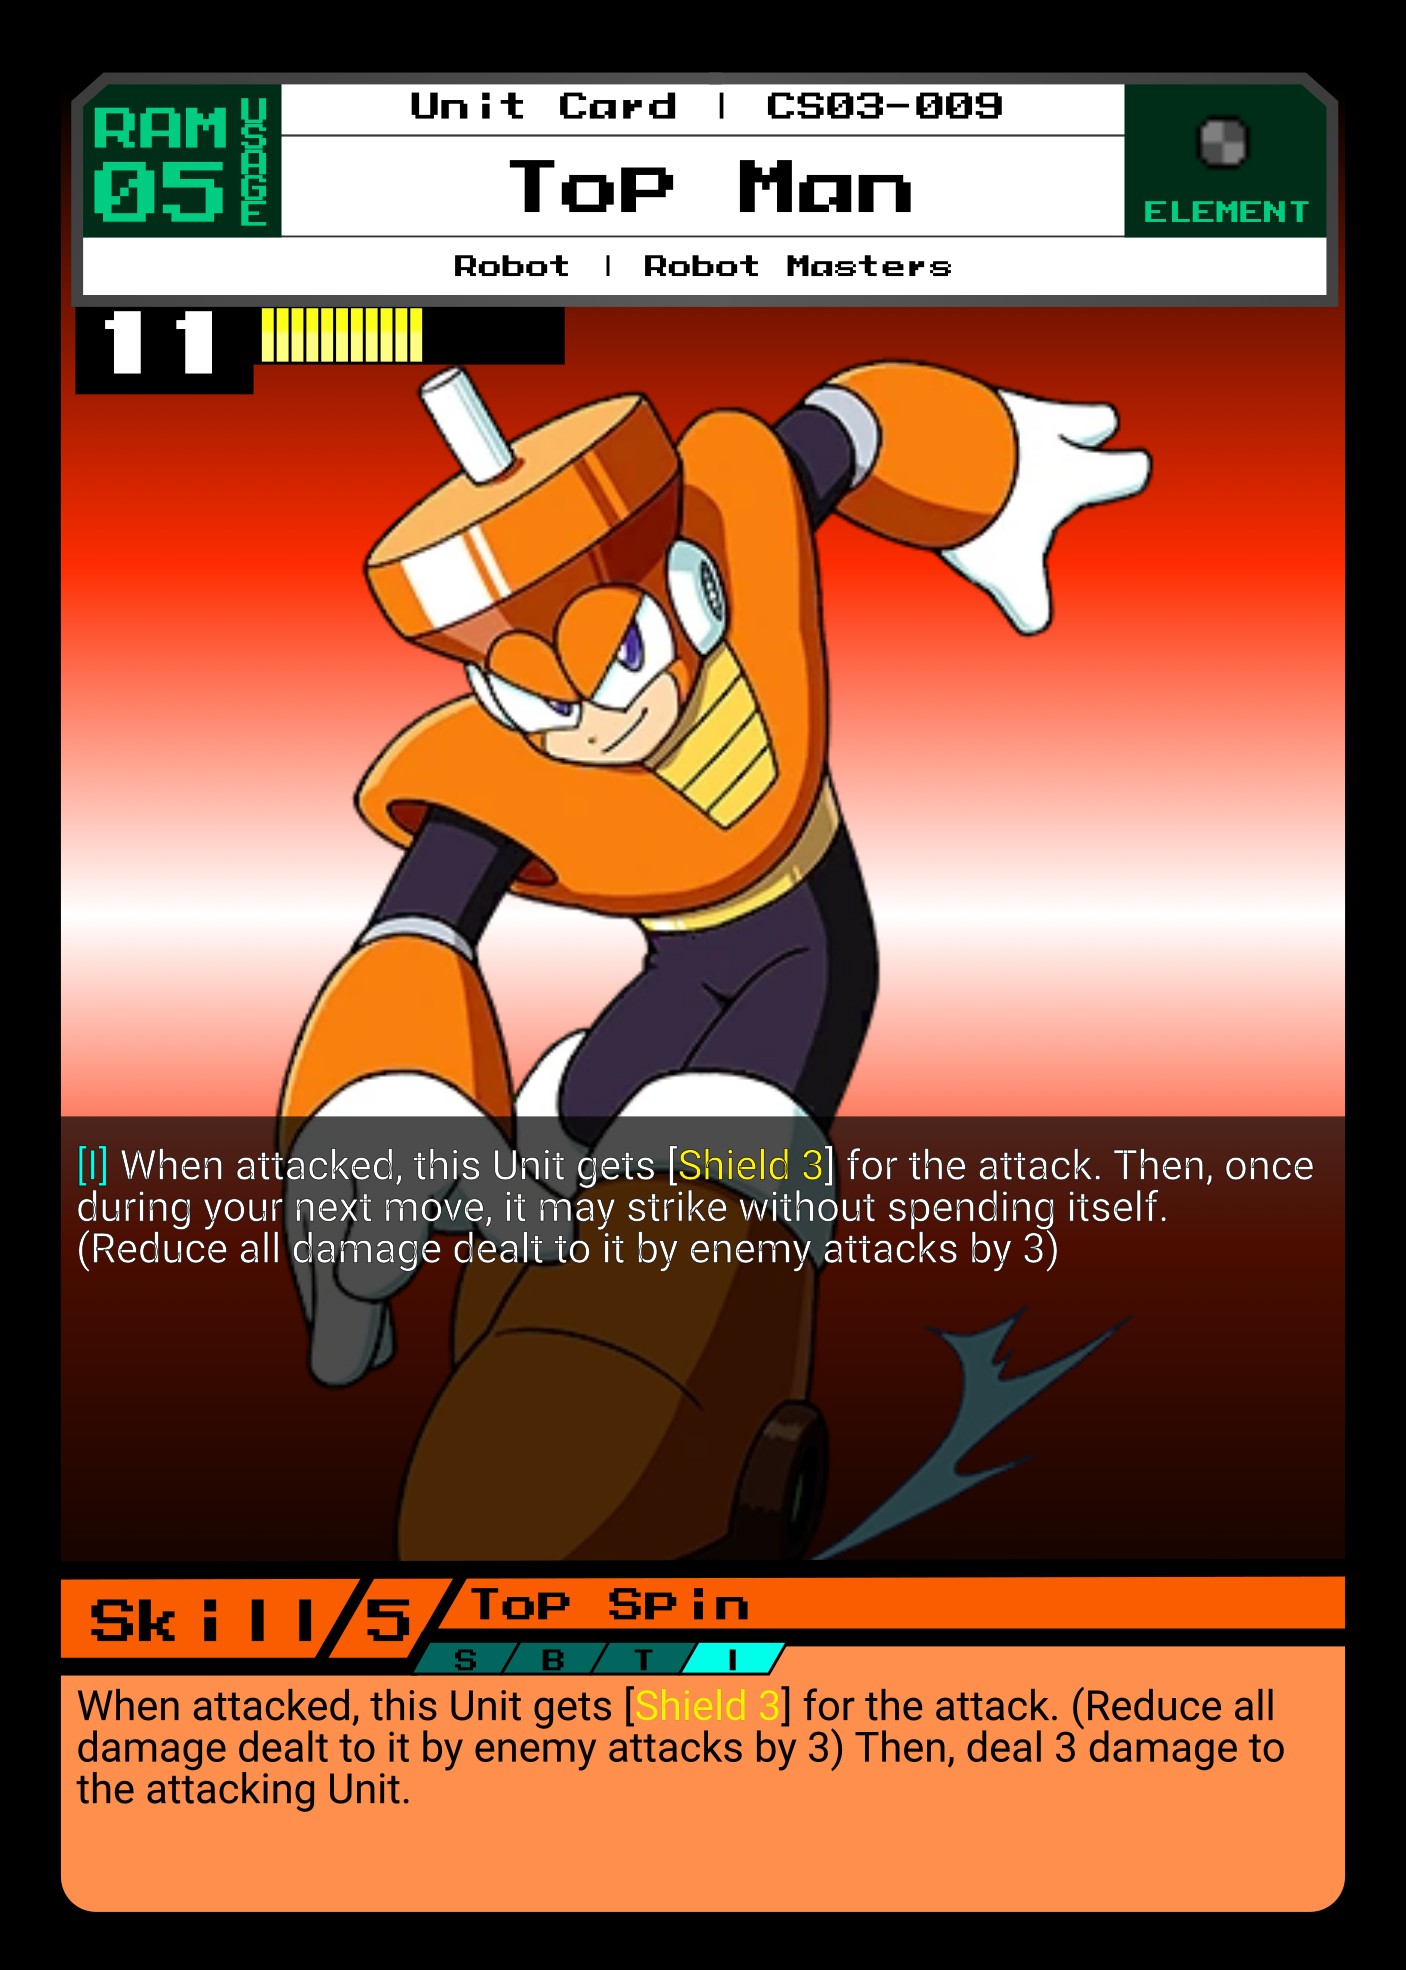 RAM
05
USAGE
Unit Card | CS03-009
Top Man
ELEMENT
Robot | Robot Masters
11
[I] When attacked, this Unit gets [Shield 3] for the attack. Then, once
during your next move, it may strike without spending itself.
(Reduce all damage dealt to it by enemy attacks by 3)
Skill/5
Top Spin
S / B / T / I
When attacked, this Unit gets [Shield 3] for the attack. (Reduce all
damage dealt to it by enemy attacks by 3) Then, deal 3 damage to
the attacking Unit.